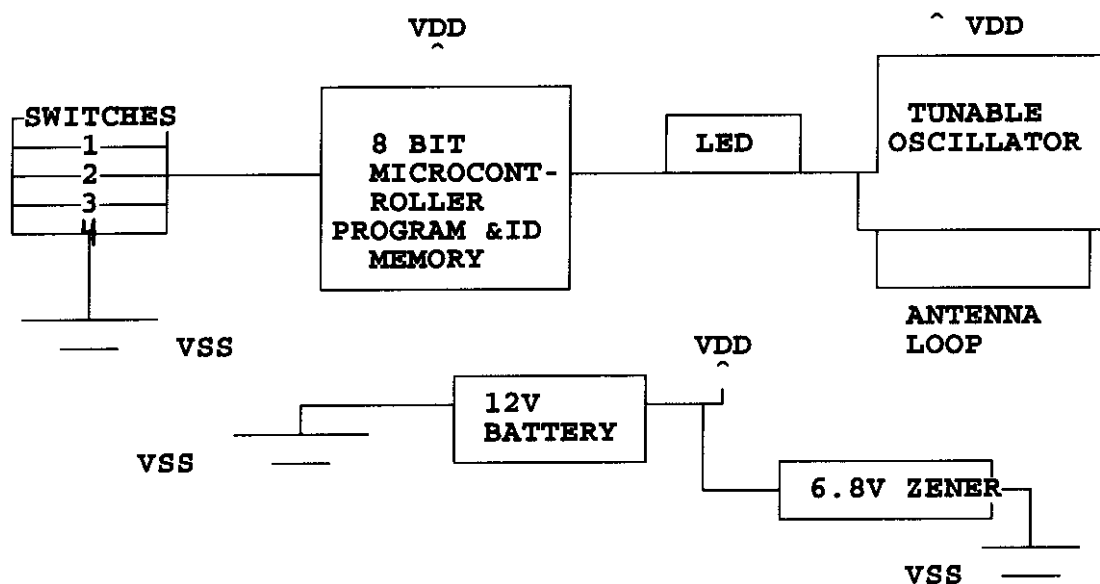 VDD
^
^ VDD
SWITCHES
1
2
3
4
8 BIT
MICROCONT-
ROLLER
PROGRAM &ID
MEMORY
LED
TUNABLE
OSCILLATOR
ANTENNA
LOOP
VSS
VDD
^
12V
BATTERY
VSS
6.8V ZENER
VSS